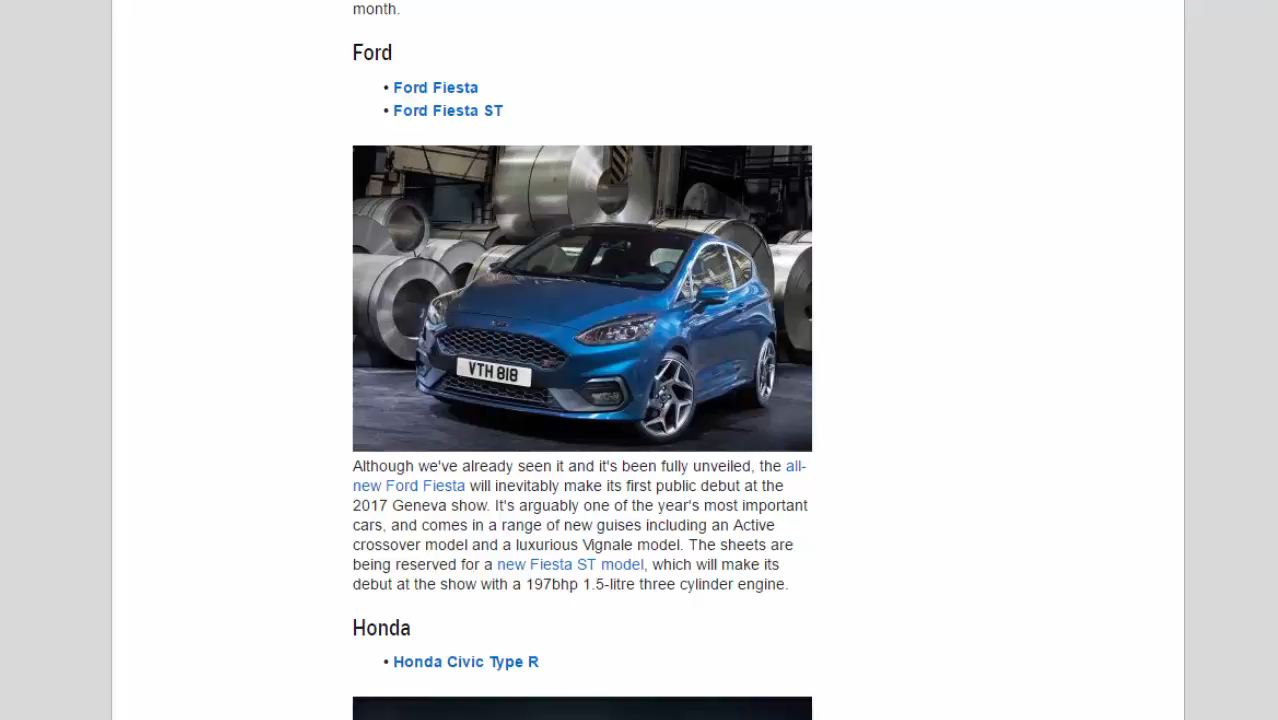 month.
Ford
• Ford Fiesta
• Ford Fiesta ST
VTH 818
Although we've already seen it and it's been fully unveiled, the all-
new Ford Fiesta will inevitably make its first public debut at the
2017 Geneva show. It's arguably one of the year's most important
cars, and comes in a range of new guises including an Active
crossover model and a luxurious Vignale model. The sheets are
being reserved for a new Fiesta ST model, which will make its
debut at the show with a 197bhp 1.5-litre three cylinder engine.
Honda
• Honda Civic Type R